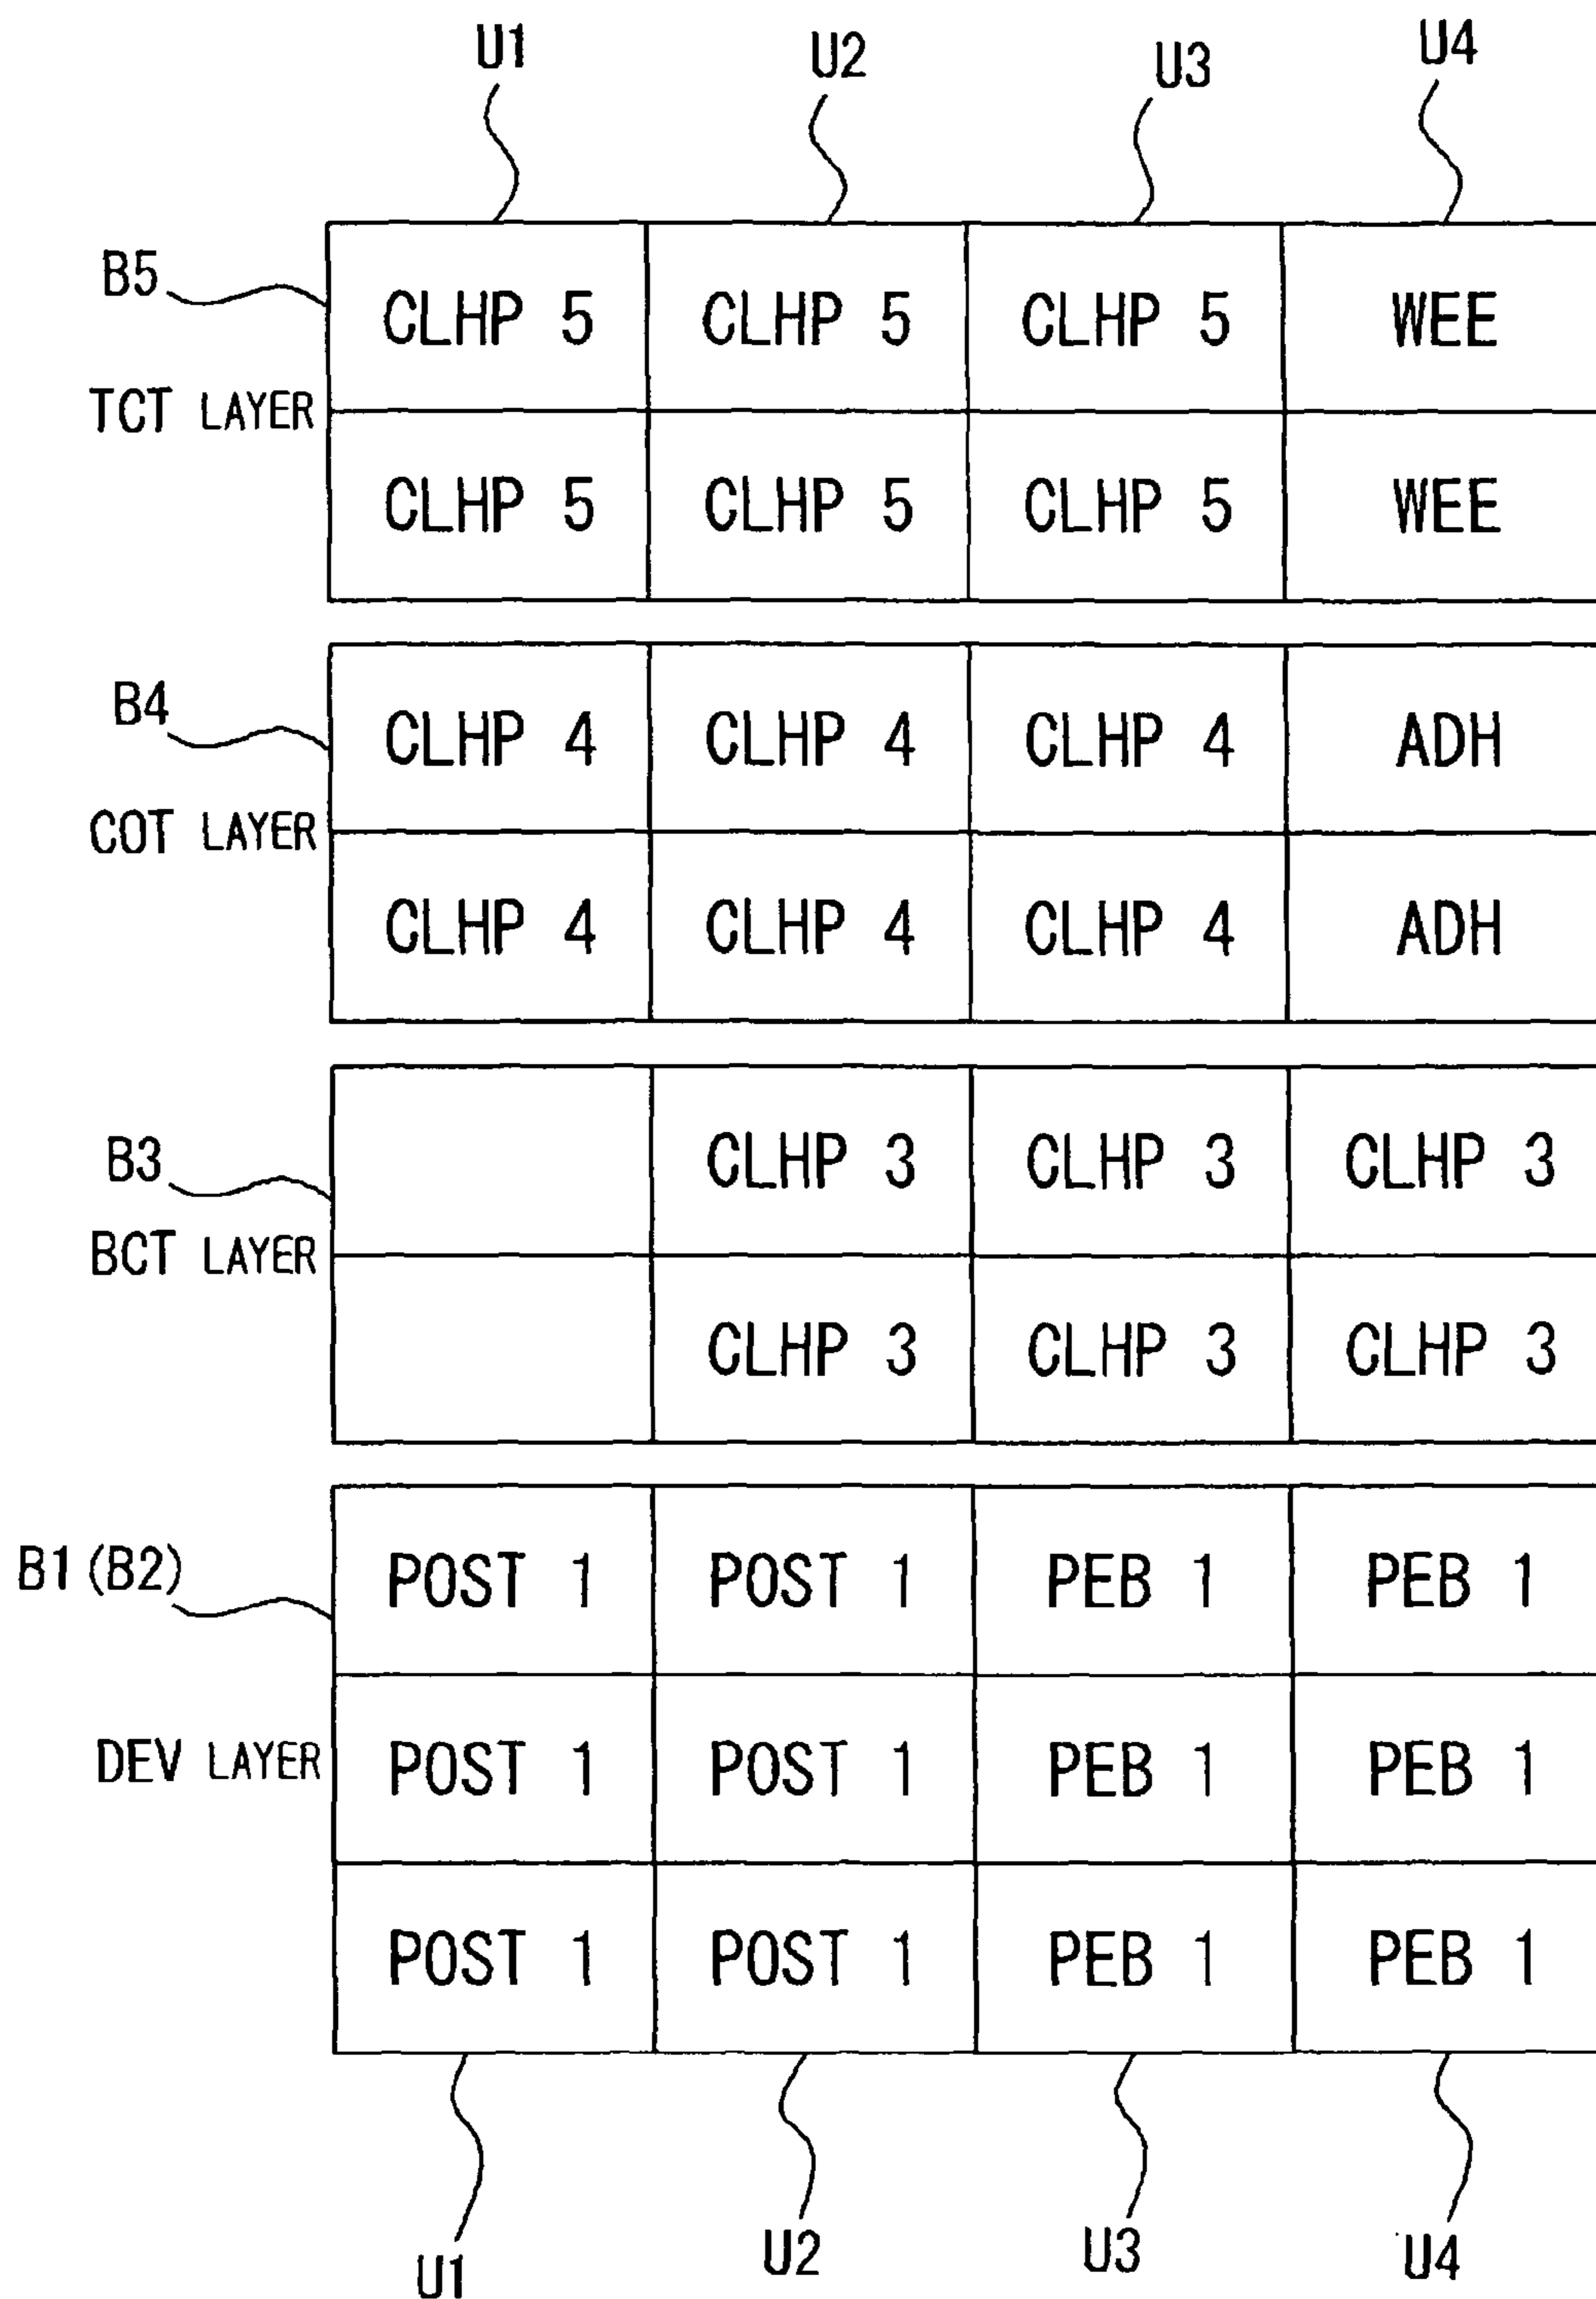 U1 U2 U3 U4
B5
CLHP 5 CLHP 5 CLHP 5 WEE
TCT LAYER
CLHP 5 CLHP 5 CLHP 5 WEE
B4
CLHP 4 CLHP 4 CLHP 4 ADH
COT LAYER
CLHP 4 CLHP 4 CLHP 4 ADH
B3
CLHP 3 CLHP 3 CLHP 3
BCT LAYER
CLHP 3 CLHP 3 CLHP 3
B1 (B2)
POST 1 POST 1 PEB 1 PEB 1
DEV LAYER
POST 1 POST 1 PEB 1 PEB 1
POST 1 POST 1 PEB 1 PEB 1
U1 U2 U3 U4